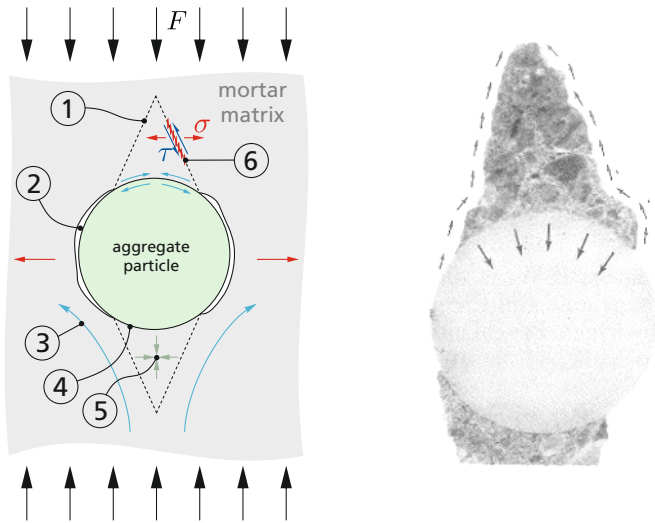 F
mortar
matrix
1
σ
τ
6
2
aggregate
particle
3
4
5